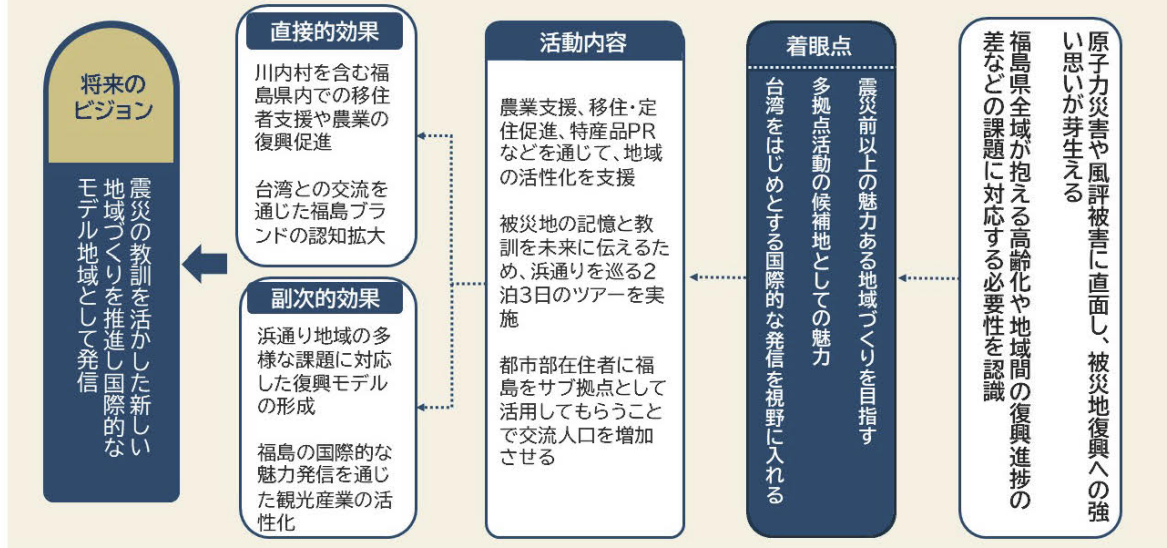 原子力災害や風評被害に直面し、被災地復興への強
い思いが芽生える
福島県全域が抱える高齢化や地域間の復興進捗の
差などの課題に対応する必要性を認識
着眼点
震災前以上の魅力ある地域づくりを目指す
多拠点活動の候補地としての魅力
台湾をはじめとする国際的な発信を視野に入れる
活動内容
農業支援、移住・定
住促進、特産品PR
などを通じて、地域
の活性化を支援
被災地の記憶と教
訓を未来に伝えるた
め、浜通りを巡る2
泊3日のツアーを実
施
都市部在住者に福
島をサブ拠点として
活用してもらうこと
で交流人口を増加
させる
直接的効果
川内村を含む福
島県内での移住
者支援や農業の
復興促進
台湾との交流を
通じた福島ブラ
ンドの認知拡大
副次的効果
浜通り地域の多
様な課題に対応
した復興モデル
の形成
福島の国際的な
魅力発信を通じ
た観光産業の活
性化
将来の
ビジョン
震災の教訓を活かした新しい
地域づくりを推進し国際的な
モデル地域として発信